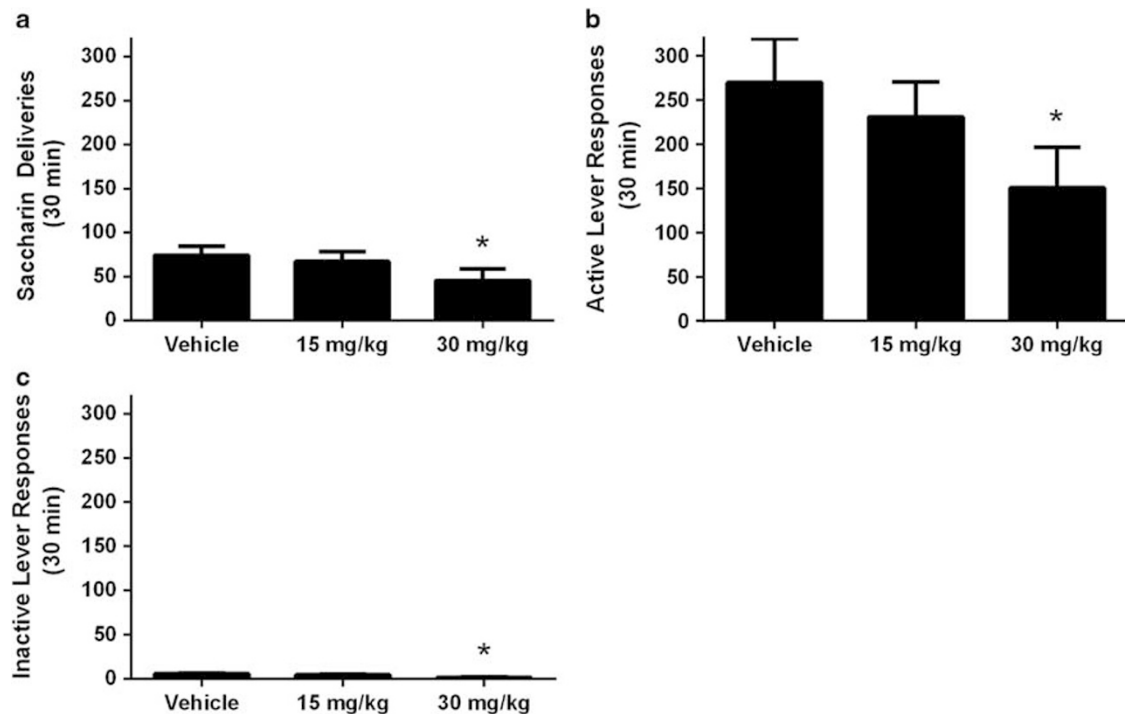 a
Saccharin Deliveries
(30 min)
300
250
200
150
100
50
0
*
Vehicle 15 mg/kg 30 mg/kg
b
Active Lever Responses
(30 min)
300
250
200
150
100
50
0
*
Vehicle 15 mg/kg 30 mg/kg
c
Inactive Lever Responses
(30 min)
300
250
200
150
100
50
0
*
Vehicle 15 mg/kg 30 mg/kg